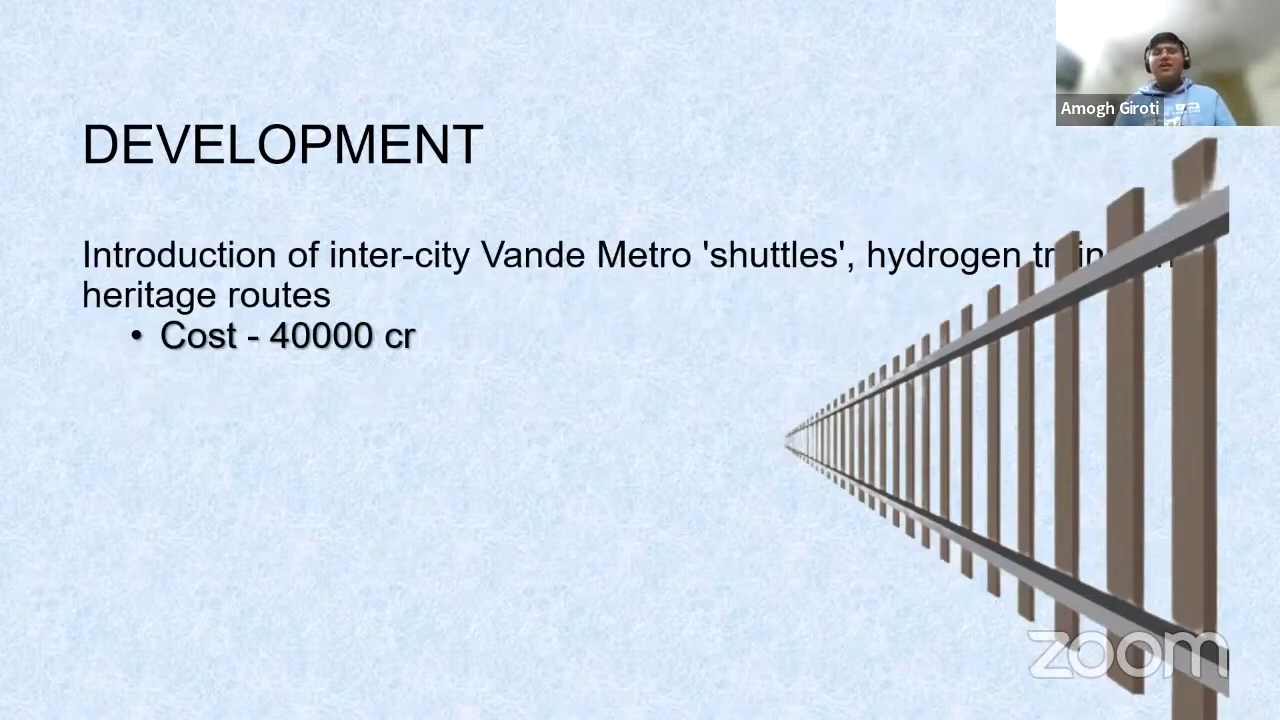 Amogh Giroti
DEVELOPMENT
Introduction of inter-city Vande Metro 'shuttles', hydrogen
heritage routes
• Cost - 40000 cr
zoom